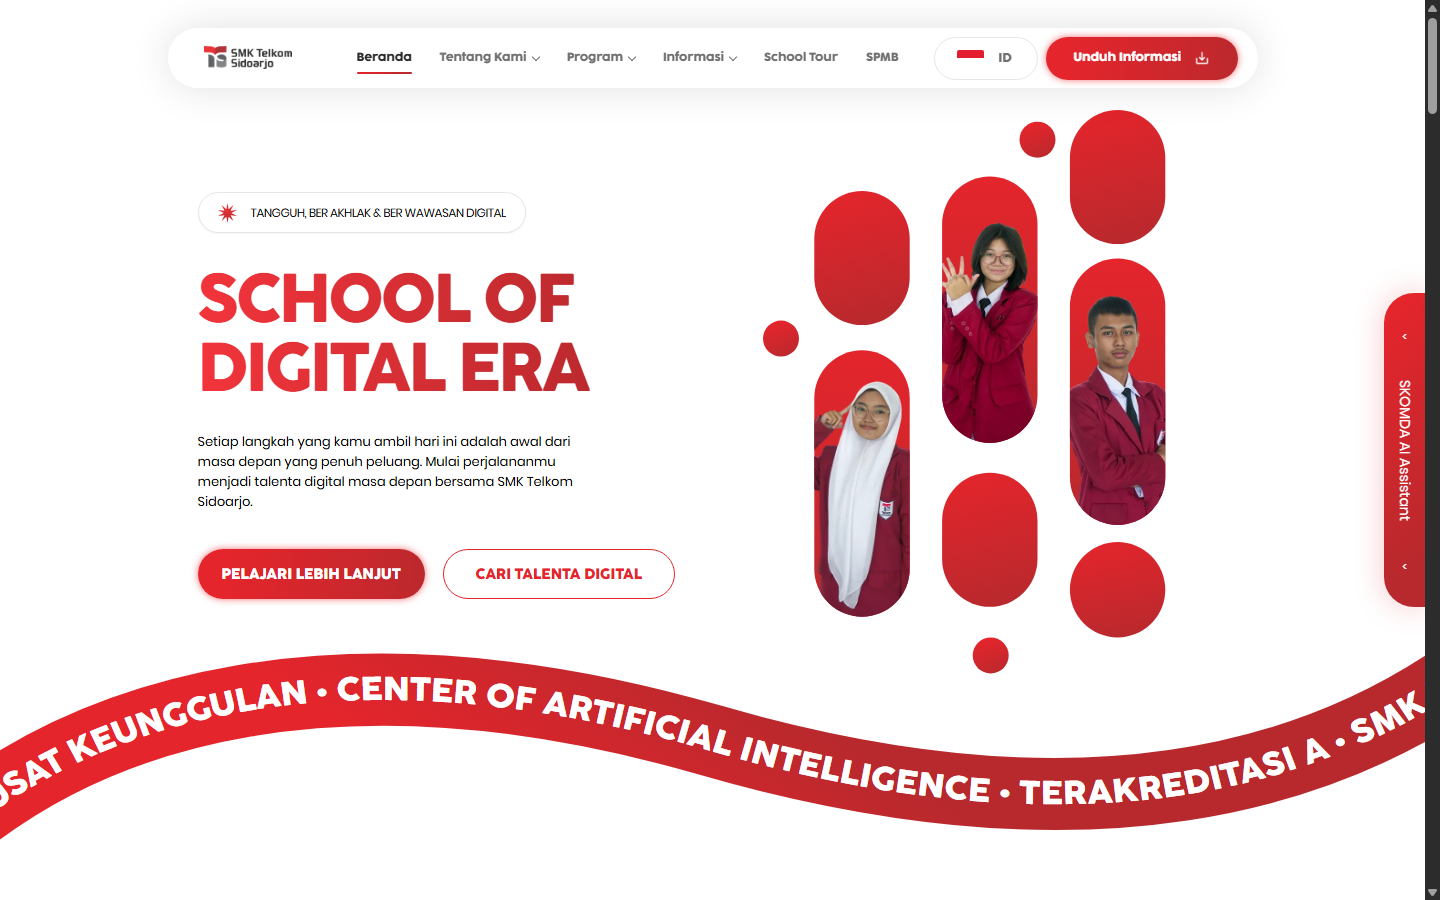 SMK Telkom
Sidoarjo
Beranda
Tentang Kami
Program
Informasi
School Tour
SPMB
ID
Unduh Informasi
TANGGUH, BER AKHLAK & BER WAWASAN DIGITAL
SCHOOL OF
DIGITAL ERA
Setiap langkah yang kamu ambil hari ini adalah awal dari
masa depan yang penuh peluang. Mulai perjalananmu
menjadi talenta digital masa depan bersama SMK Telkom
Sidoarjo.
PELAJARI LEBIH LANJUT
CARI TALENTA DIGITAL
SKOMDA AI Assistant
USAT KEUNGGULAN • CENTER OF ARTIFICIAL INTELLIGENCE • TERAKREDITASI A • SMK